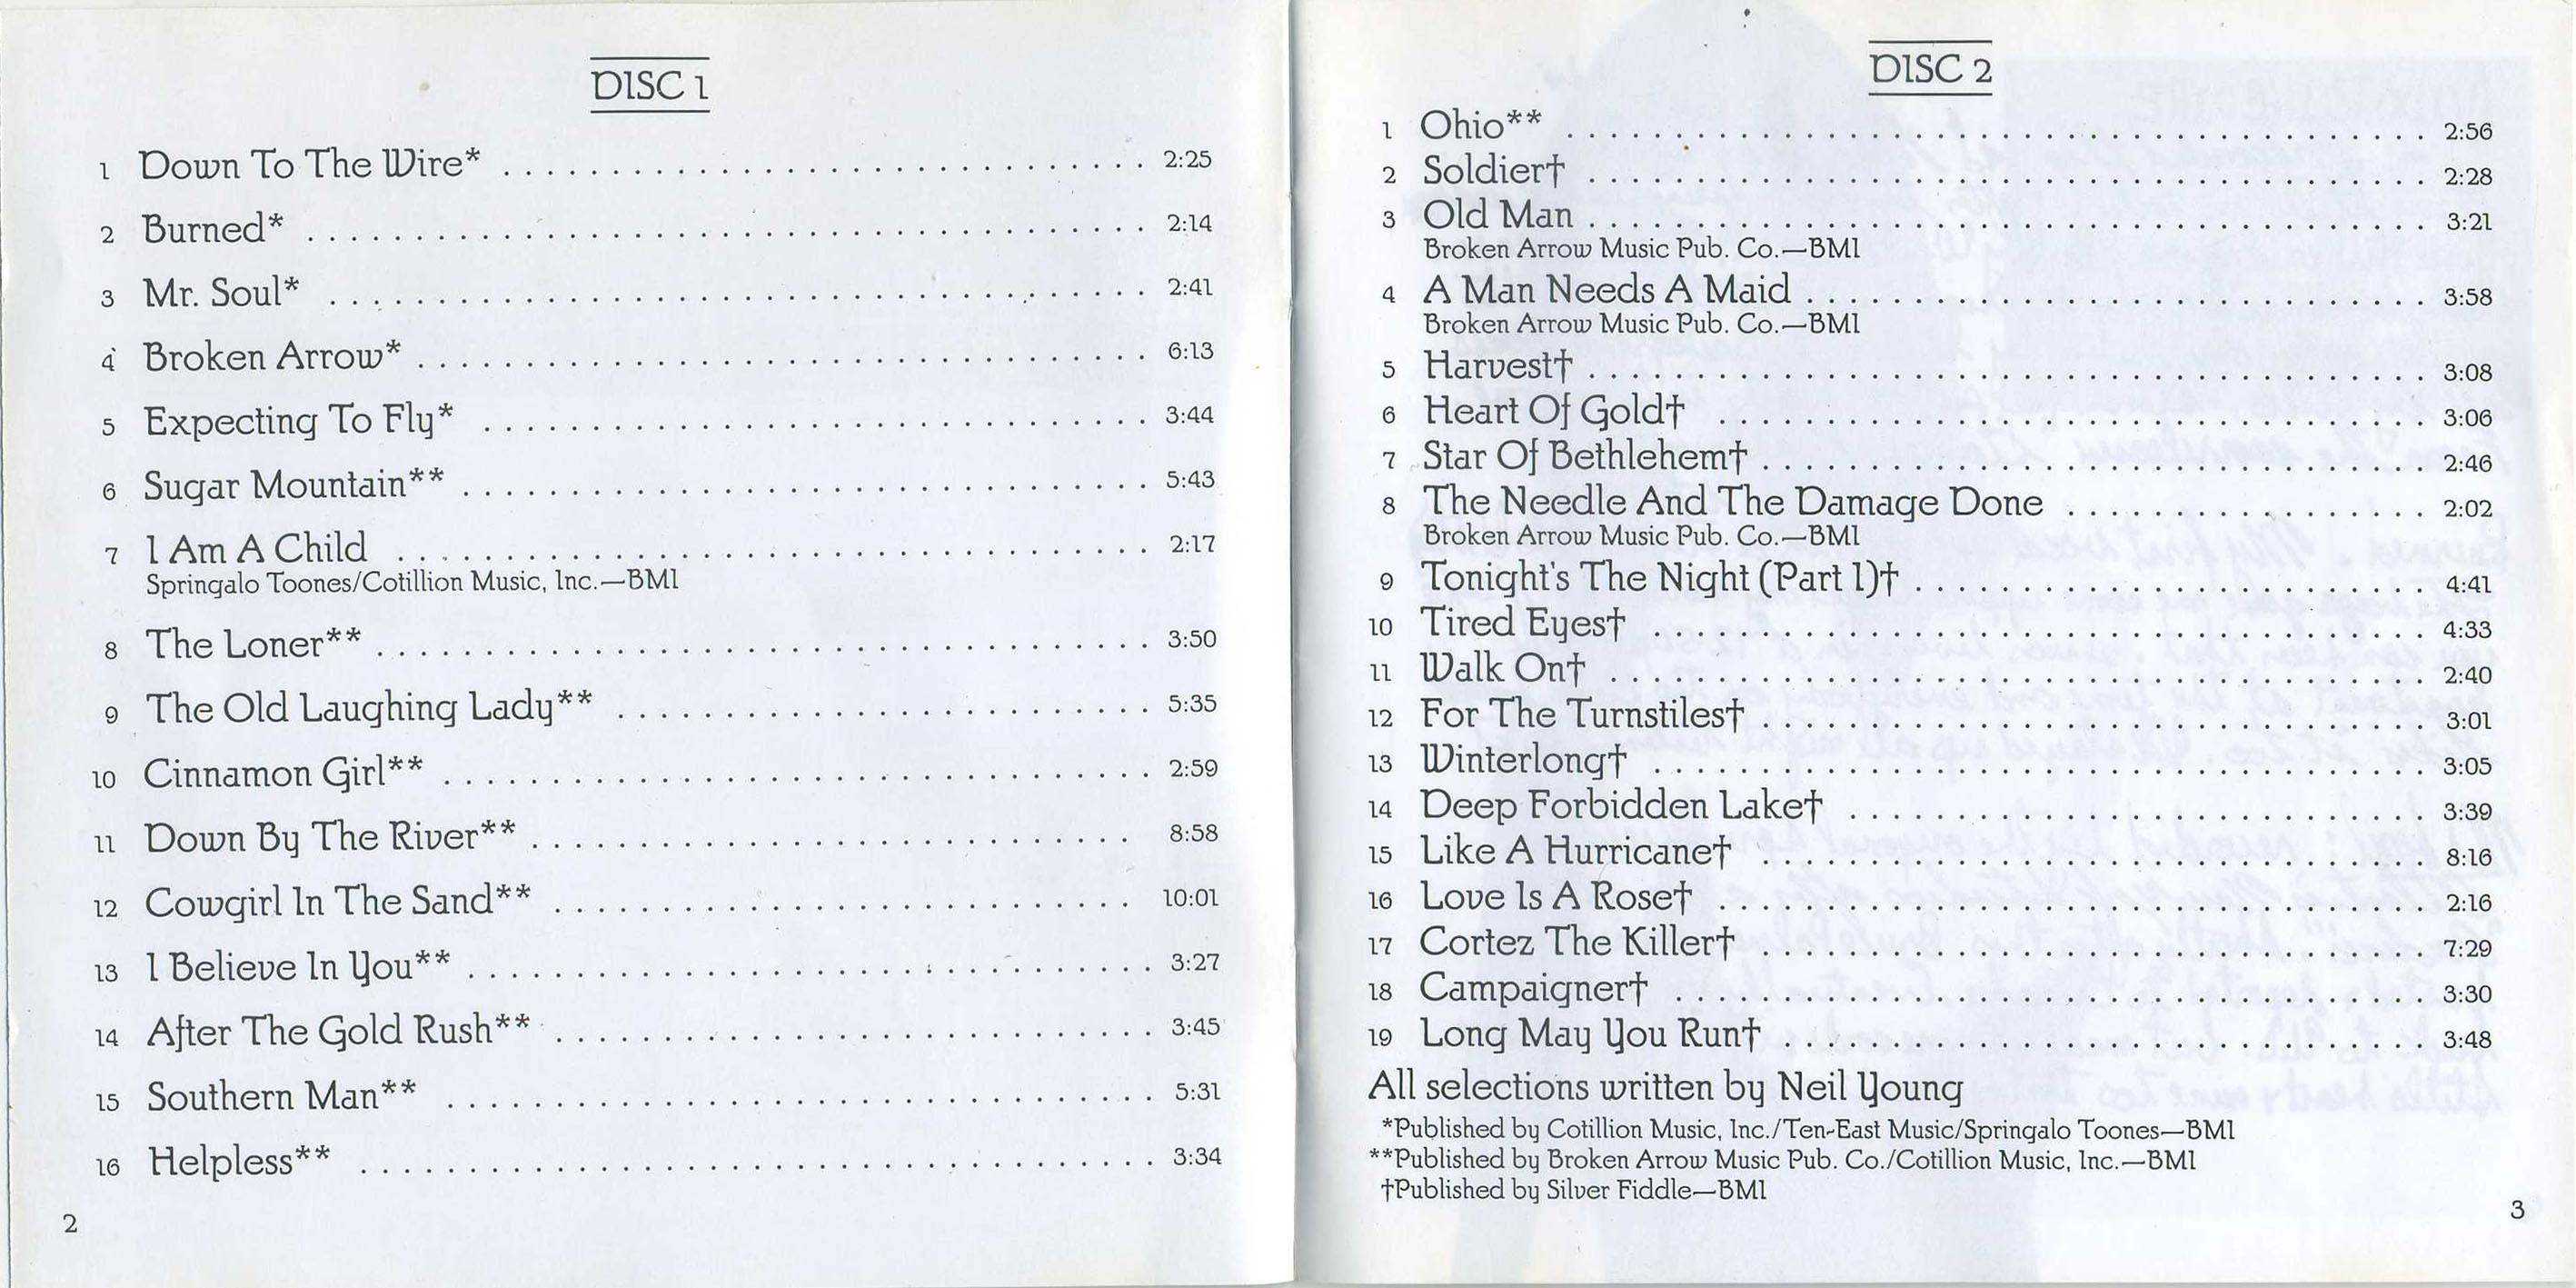 DISC 1
1 Down To The Wire* 2:25
2 Burned* 2:14
3 Mr. Soul* 2:41
4 Broken Arrow* 6:13
5 Expecting To Fly* 3:44
6 Sugar Mountain** 5:43
7 I Am A Child 2:17
Springalo Toones/Cotillion Music, Inc.—BMI
8 The Loner** 3:50
9 The Old Laughing Lady** 5:35
10 Cinnamon Girl** 2:59
11 Down By The River** 8:58
12 Cowgirl In The Sand** 10:01
13 I Believe In You** 3:27
14 After The Gold Rush** 3:45
15 Southern Man** 5:31
16 Helpless** 3:34
2
DISC 2
1 Ohio** 2:56
2 Soldier† 2:28
3 Old Man 3:21
Broken Arrow Music Pub. Co.—BMI
4 A Man Needs A Maid 3:58
Broken Arrow Music Pub. Co.—BMI
5 Harvest† 3:08
6 Heart Of Gold† 3:06
7 Star Of Bethlehem† 2:46
8 The Needle And The Damage Done 2:02
Broken Arrow Music Pub. Co.—BMI
9 Tonight's The Night (Part 1)† 4:41
10 Tired Eyes† 4:33
11 Walk On† 2:40
12 For The Turnstiles† 3:01
13 Winterlong† 3:05
14 Deep Forbidden Lake† 3:39
15 Like A Hurricane† 8:16
16 Love Is A Rose† 2:16
17 Cortez The Killer† 7:29
18 Campaigner† 3:30
19 Long May You Run† 3:48
All selections written by Neil Young
*Published by Cotillion Music, Inc./Ten-East Music/Springalo Toones—BMI
**Published by Broken Arrow Music Pub. Co./Cotillion Music, Inc.—BMI
†Published by Silver Fiddle—BMI
3